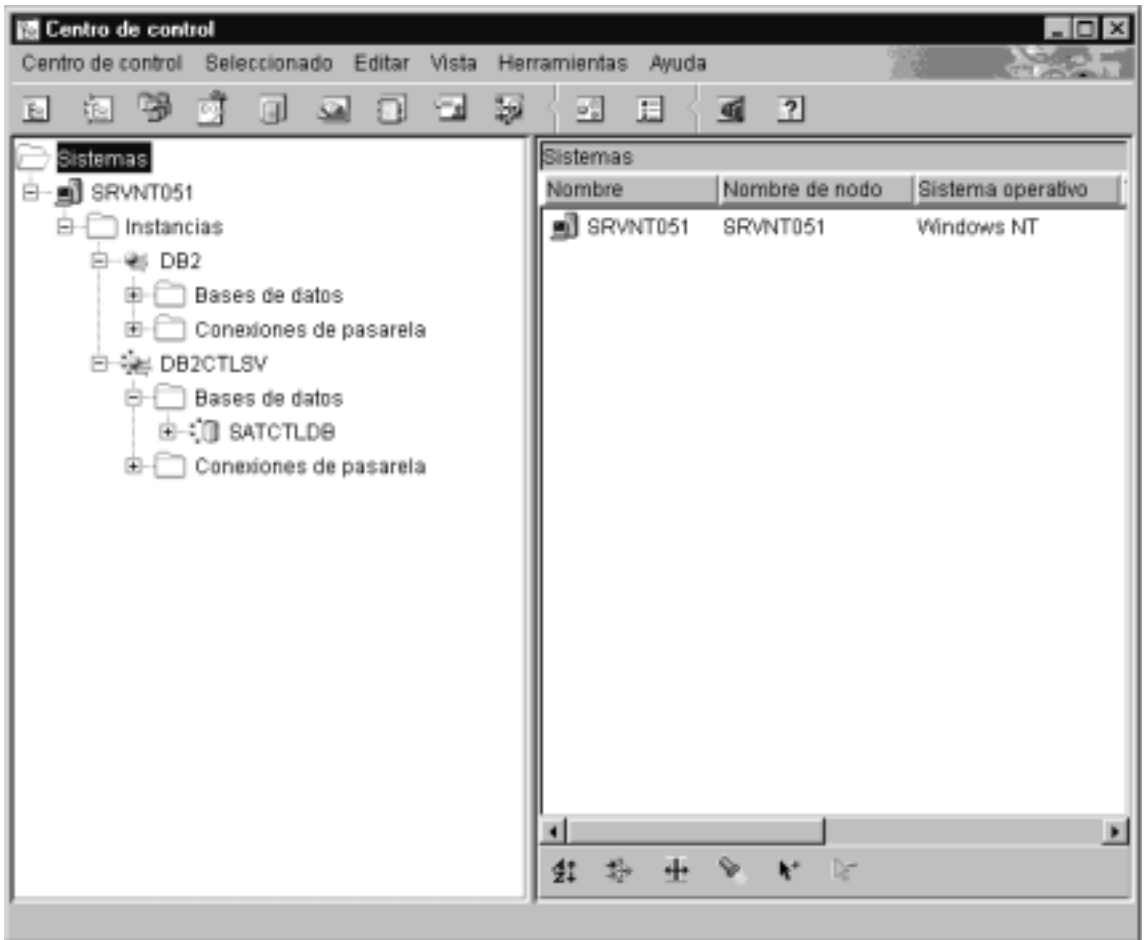 Centro de control
Centro de control Seleccionado Editar Vista Herramientas Ayuda
Sistemas
SRVNT051
Instancias
DB2
Bases de datos
Conexiones de pasarela
DB2CTLSV
Bases de datos
SATCTLDB
Conexiones de pasarela
Sistemas
Nombre Nombre de nodo Sistema operativo
SRVNT051 SRVNT051 Windows NT